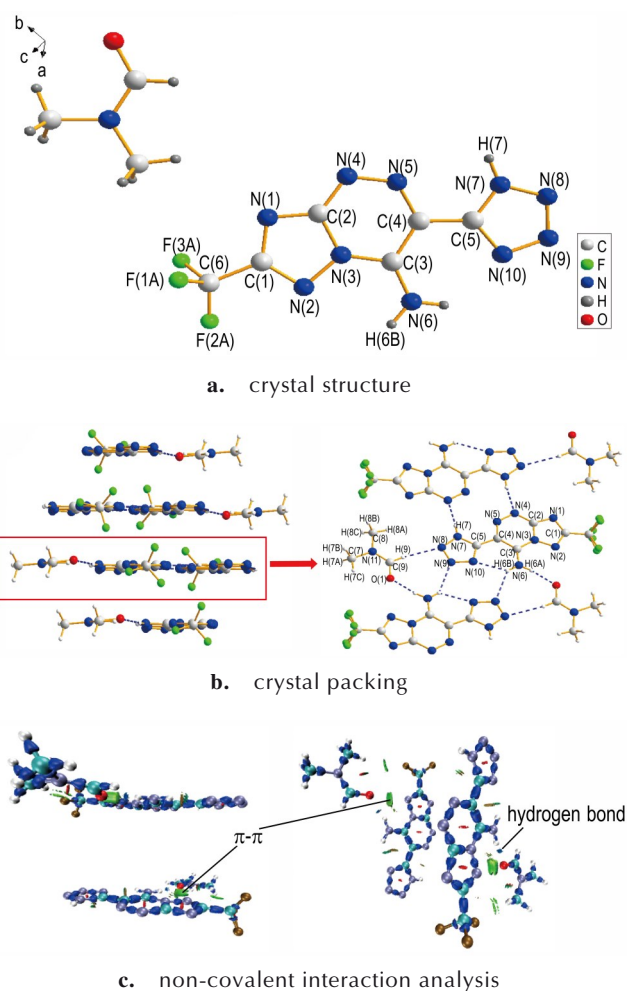 b
c
a
H(7)
N(4) N(5) N(7) N(8)
N(1)
C(2) C(4) C(5)
F(3A) C(6) N(9)
F(1A) C(1) N(3) C(3) N(10)
N(2)
F(2A) H(6B) N(6)
C
F
N
H
O
a. crystal structure
H(8B)
H(8C) H(8A)
C(8)
H(7B) C(7) H(9)
H(7A) N(11) C(9)
H(7C) O(1)
H(7)
N(8) N(7) C(5)
N(9) N(10)
N(5) N(4) C(2) N(1)
C(4) N(3) C(1)
C(3) N(2)
H(6B) H(6A)
N(6)
b. crystal packing
π-π
hydrogen bond
c. non-covalent interaction analysis